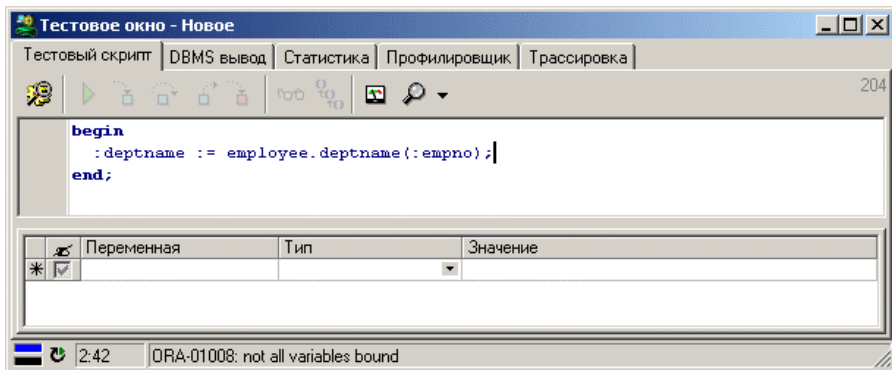 Тестовое окно - Новое
Тестовый скрипт DBMS вывод Статистика Профилировщик Трассировка
204
begin
:deptname := employee.deptname(:empno);
end;
Переменная Тип Значение
2:42 ORA-01008: not all variables bound